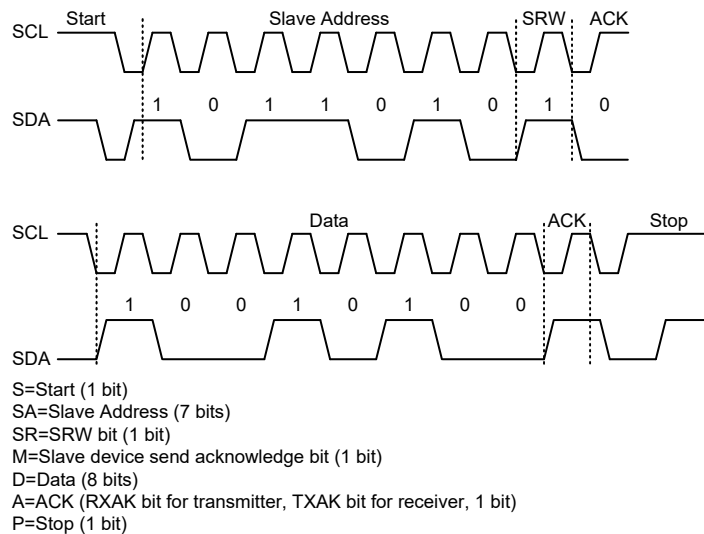 Start Slave Address SRW ACK
SCL
1 0 1 1 0 1 0 1 0
SDA
Data ACK Stop
SCL
1 0 0 1 0 1 0 0
SDA
S=Start (1 bit)
SA=Slave Address (7 bits)
SR=SRW bit (1 bit)
M=Slave device send acknowledge bit (1 bit)
D=Data (8 bits)
A=ACK (RXAK bit for transmitter, TXAK bit for receiver, 1 bit)
P=Stop (1 bit)